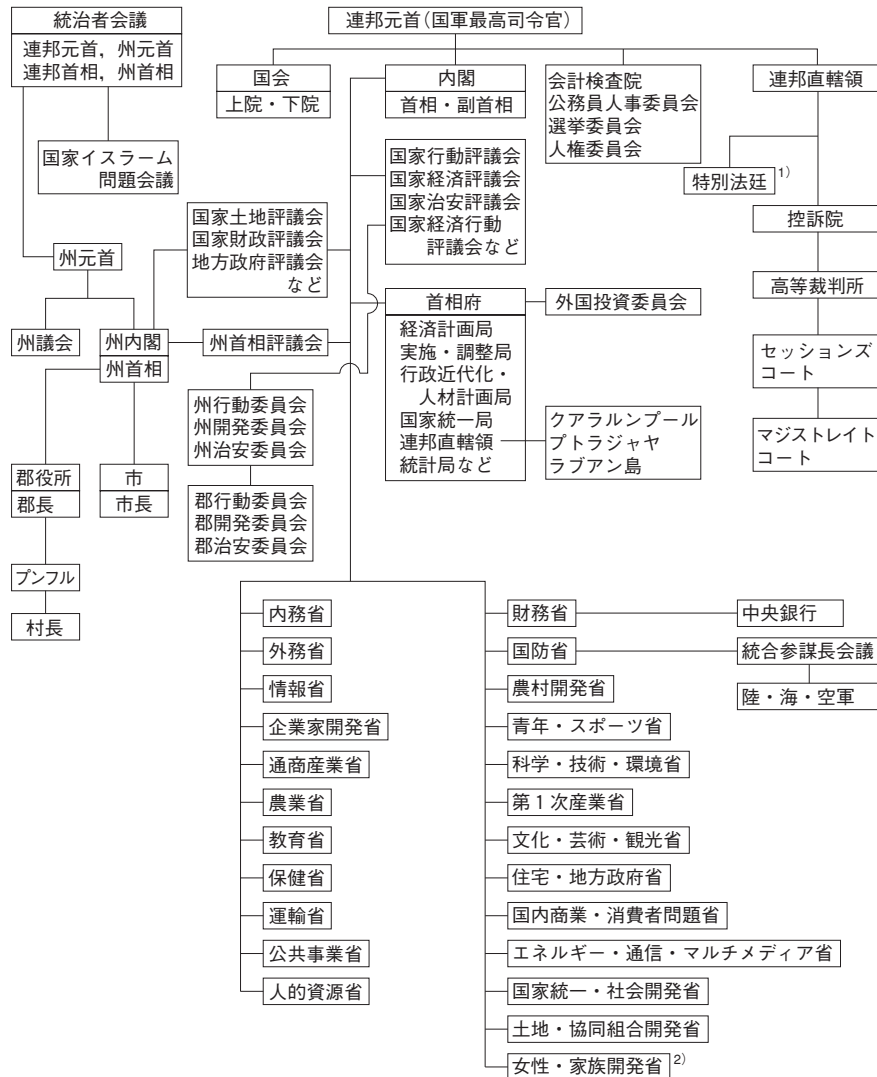 統治者会議
連邦元首，州元首
連邦首相，州首相
国家イスラーム
問題会議
州元首
州議会
州内閣
州首相
郡役所
郡長
市
市長
プンフル
村長
連邦元首（国軍最高司令官）
国会
上院・下院
内閣
首相・副首相
会計検査院
公務員人事委員会
選挙委員会
人権委員会
連邦直轄領
特別法廷1)
控訴院
高等裁判所
セッションズ
コート
マジストレイト
コート
国家行動評議会
国家経済評議会
国家治安評議会
国家経済行動
評議会など
国家土地評議会
国家財政評議会
地方政府評議会
など
州首相評議会
州行動委員会
州開発委員会
州治安委員会
郡行動委員会
郡開発委員会
郡治安委員会
首相府
経済計画局
実施・調整局
行政近代化・
人材計画局
国家統一局
連邦直轄領
統計局など
外国投資委員会
クアラルンプール
プトラジャヤ
ラブアン島
内務省
外務省
情報省
企業家開発省
通商産業省
農業省
教育省
保健省
運輸省
公共事業省
人的資源省
財務省
中央銀行
国防省
統合参謀長会議
陸・海・空軍
農村開発省
青年・スポーツ省
科学・技術・環境省
第1次産業省
文化・芸術・観光省
住宅・地方政府省
国内商業・消費者問題省
エネルギー・通信・マルチメディア省
国家統一・社会開発省
土地・協同組合開発省
女性・家族開発省2)